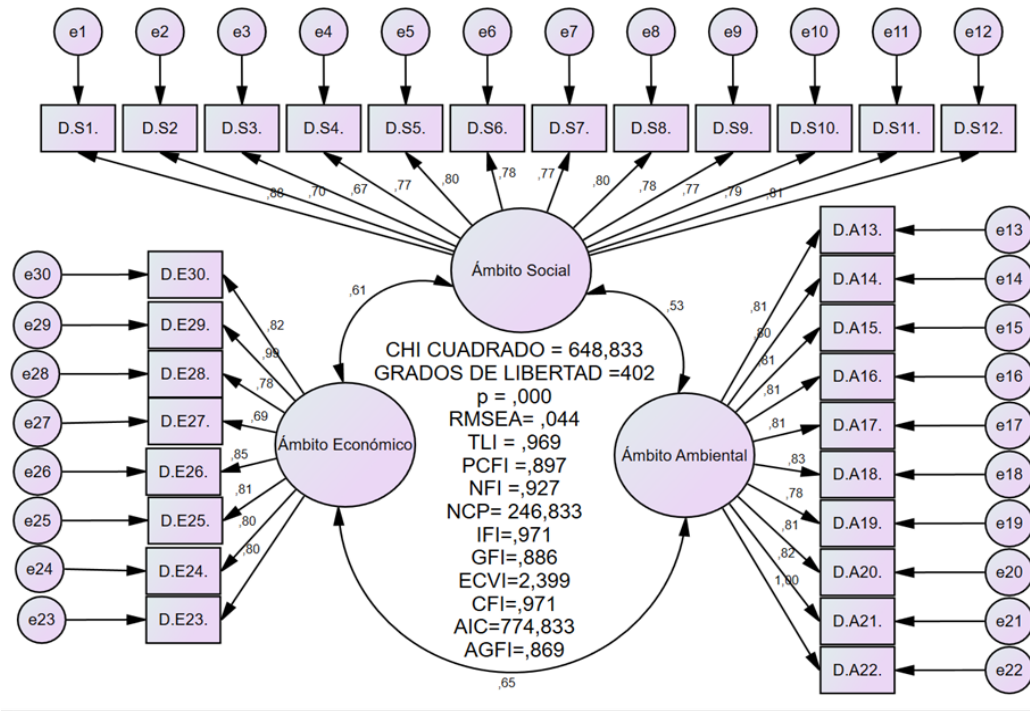 e1 e2 e3 e4 e5 e6 e7 e8 e9 e10 e11 e12
D.S1. D.S2 D.S3. D.S4. D.S5. D.S6. D.S7. D.S8. D.S9. D.S10. D.S11. D.S12.
,88 ,70 ,67 ,77 ,80 ,78 ,77 ,80 ,78 ,77 ,79 ,81
Ámbito Social
,61
,53
e30 D.E30. ,82
e29 D.E29. ,99
e28 D.E28. ,78
e27 D.E27. ,69
e26 D.E26. ,85
e25 D.E25. ,81
e24 D.E24. ,80
e23 D.E23. ,80
Ámbito Económico
CHI CUADRADO = 648,833
GRADOS DE LIBERTAD =402
p = ,000
RMSEA= ,044
TLI = ,969
PCFI =,897
NFI =,927
NCP= 246,833
IFI=,971
GFI=,886
ECVI=2,399
CFI=,971
AIC=774,833
AGFI=,869
Ámbito Ambiental
,81 D.A13. e13
,80 D.A14. e14
,81 D.A15. e15
,81 D.A16. e16
,81 D.A17. e17
,83 D.A18. e18
,78 D.A19. e19
,81 D.A20. e20
,82 D.A21. e21
1,00 D.A22. e22
,65